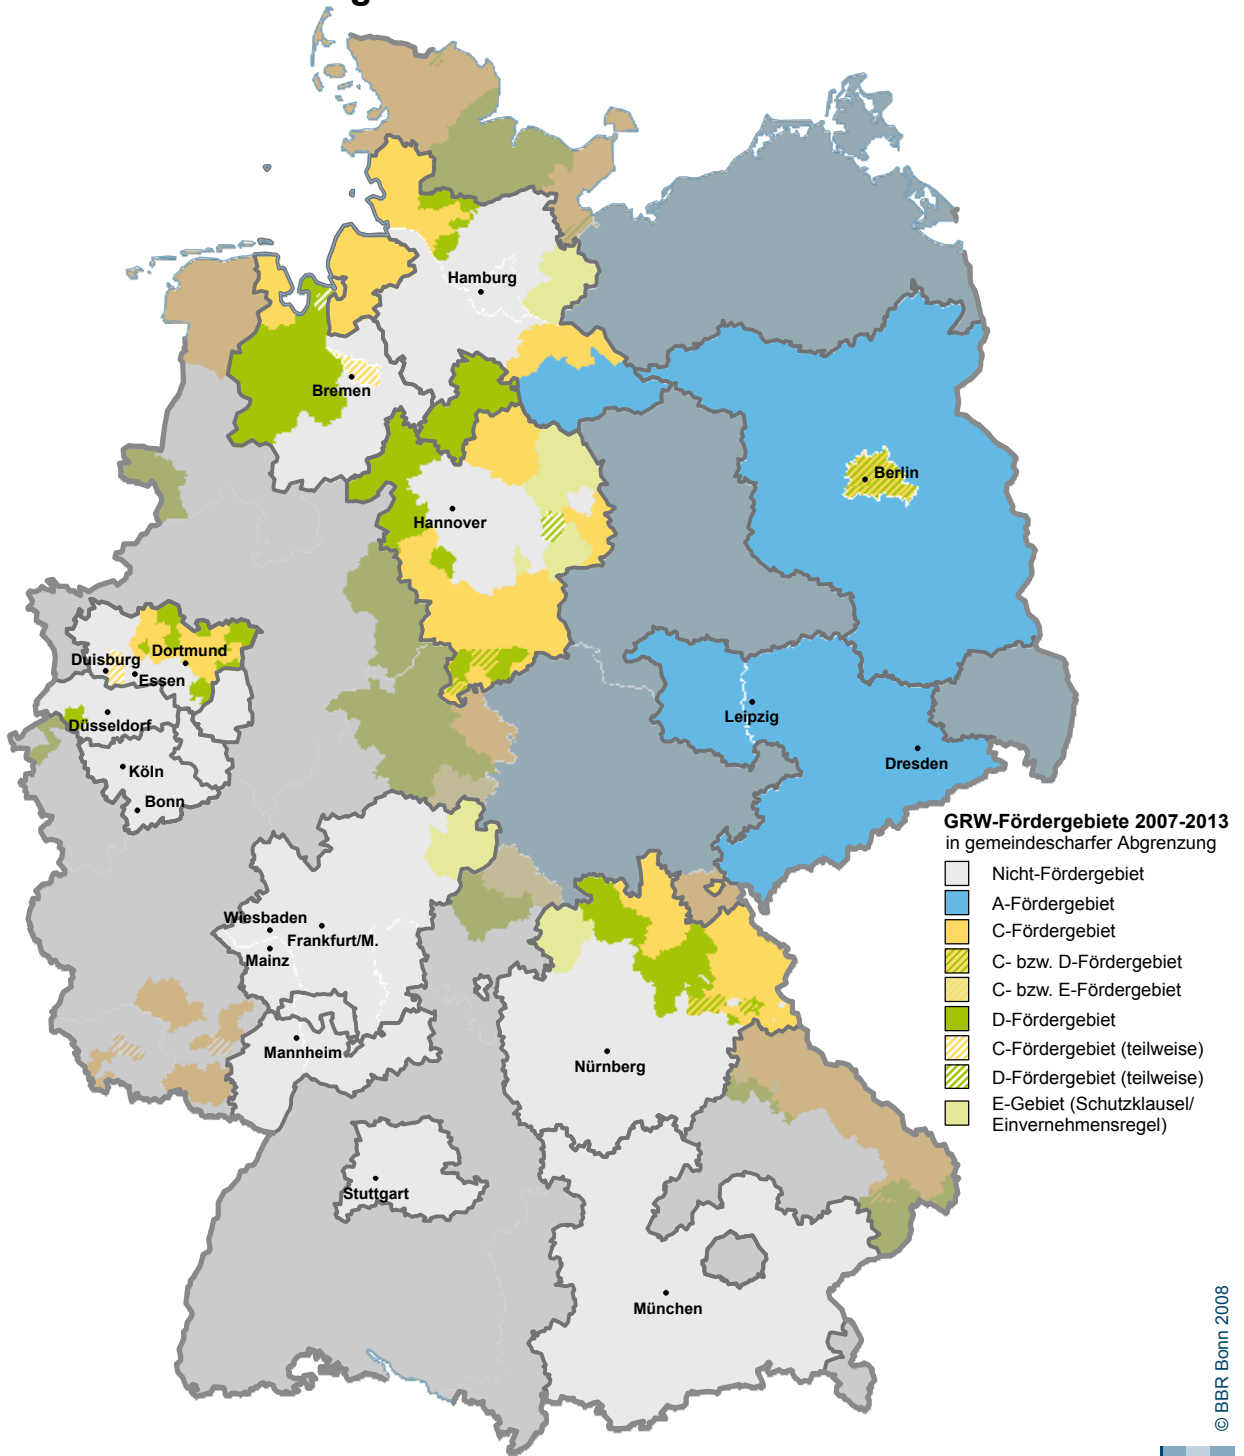 g
Hamburg
Bremen
Berlin
Hannover
Dortmund
Duisburg
Essen
Leipzig
Düsseldorf
Dresden
Köln
Bonn
GRW-Fördergebiete 2007-2013
in gemeindescharfer Abgrenzung
Nicht-Fördergebiet
A-Fördergebiet
C-Fördergebiet
C- bzw. D-Fördergebiet
C- bzw. E-Fördergebiet
D-Fördergebiet
C-Fördergebiet (teilweise)
D-Fördergebiet (teilweise)
E-Gebiet (Schutzklausel/
Einvernehmensregel)
Wiesbaden
Frankfurt/M.
Mainz
Mannheim
Nürnberg
Stuttgart
München
© BBR Bonn 2008